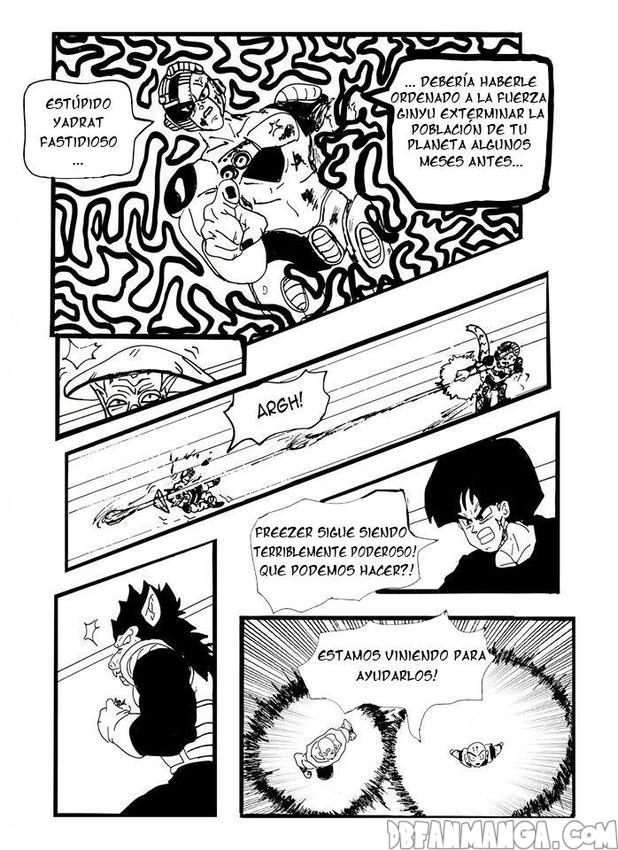 ESTÚPIDO
YADRAT
FASTIDIOSO
...
... DEBERÍA HABERLE
ORDENADO A LA FUERZA
GINYU EXTERMINAR LA
POBLACIÓN DE TU
PLANETA ALGUNOS
MESES ANTES...
ARGH!
FREEZER SIGUE SIENDO
TERRIBLEMENTE PODEROSO!
QUE PODEMOS HACER?!
ESTAMOS VINIENDO PARA
AYUDARLOS!
DBFANMANGA.COM